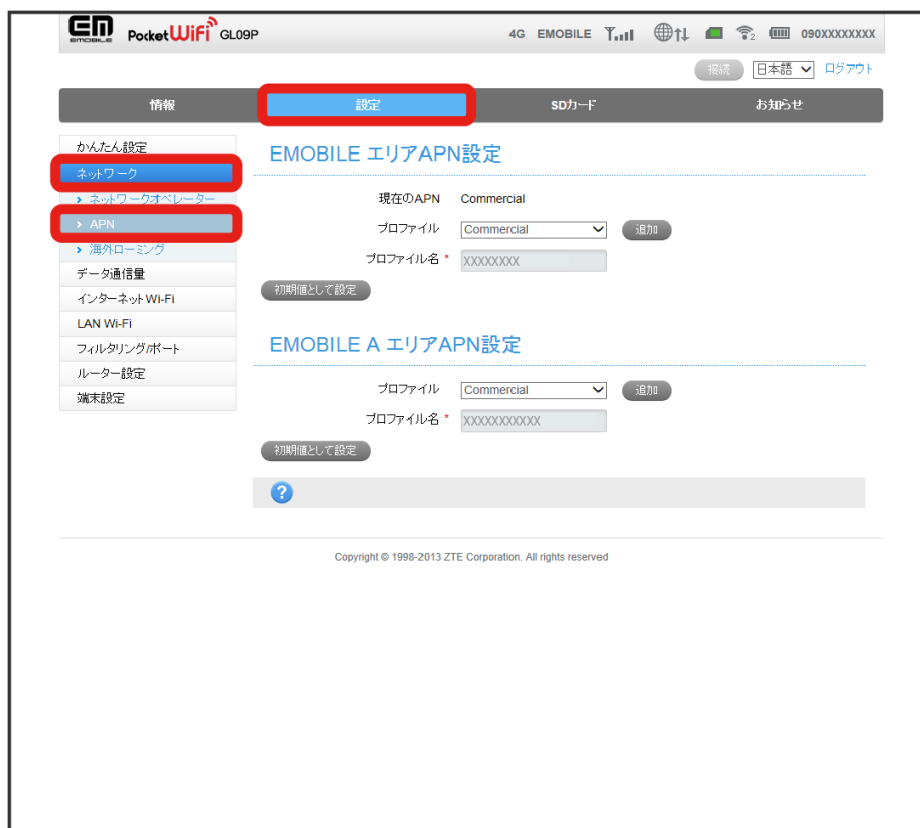 EM
EMOBILE
PocketWiFi GL09P
4G EMOBILE 2 090XXXXXXXX
接続 日本語 ログアウト
情報 設定 SDカード お知らせ
かんたん設定
ネットワーク
ネットワークオペレーター
APN
海外ローミング
データ通信量
インターネットWi-Fi
LAN Wi-Fi
フィルタリング/ポート
ルーター設定
端末設定
EMOBILE エリアAPN設定
現在のAPN Commercial
プロファイル Commercial 追加
プロファイル名 * XXXXXXXX
初期値として設定
EMOBILE A エリアAPN設定
プロファイル Commercial 追加
プロファイル名 * XXXXXXXXXXX
初期値として設定
?
Copyright © 1998-2013 ZTE Corporation. All rights reserved